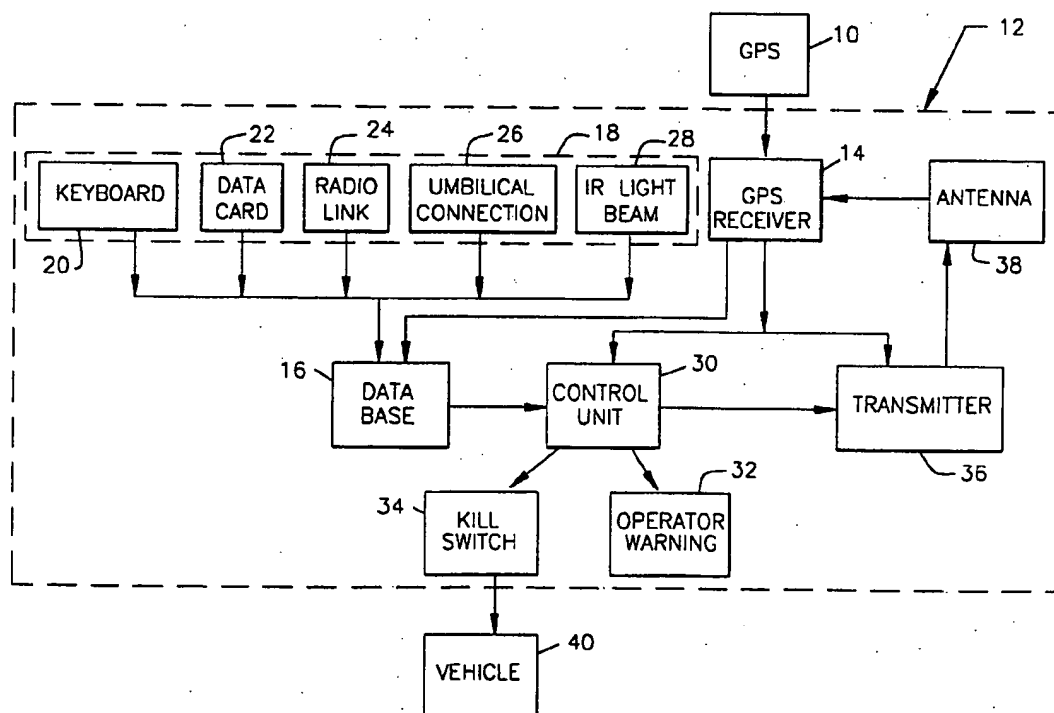 GPS
10
12
22
24
26
18
28
14
KEYBOARD
DATA
CARD
RADIO
LINK
UMBILICAL
CONNECTION
IR LIGHT
BEAM
GPS
RECEIVER
ANTENNA
20
38
16
DATA
BASE
30
CONTROL
UNIT
TRANSMITTER
36
34
KILL
SWITCH
32
OPERATOR
WARNING
VEHICLE
40